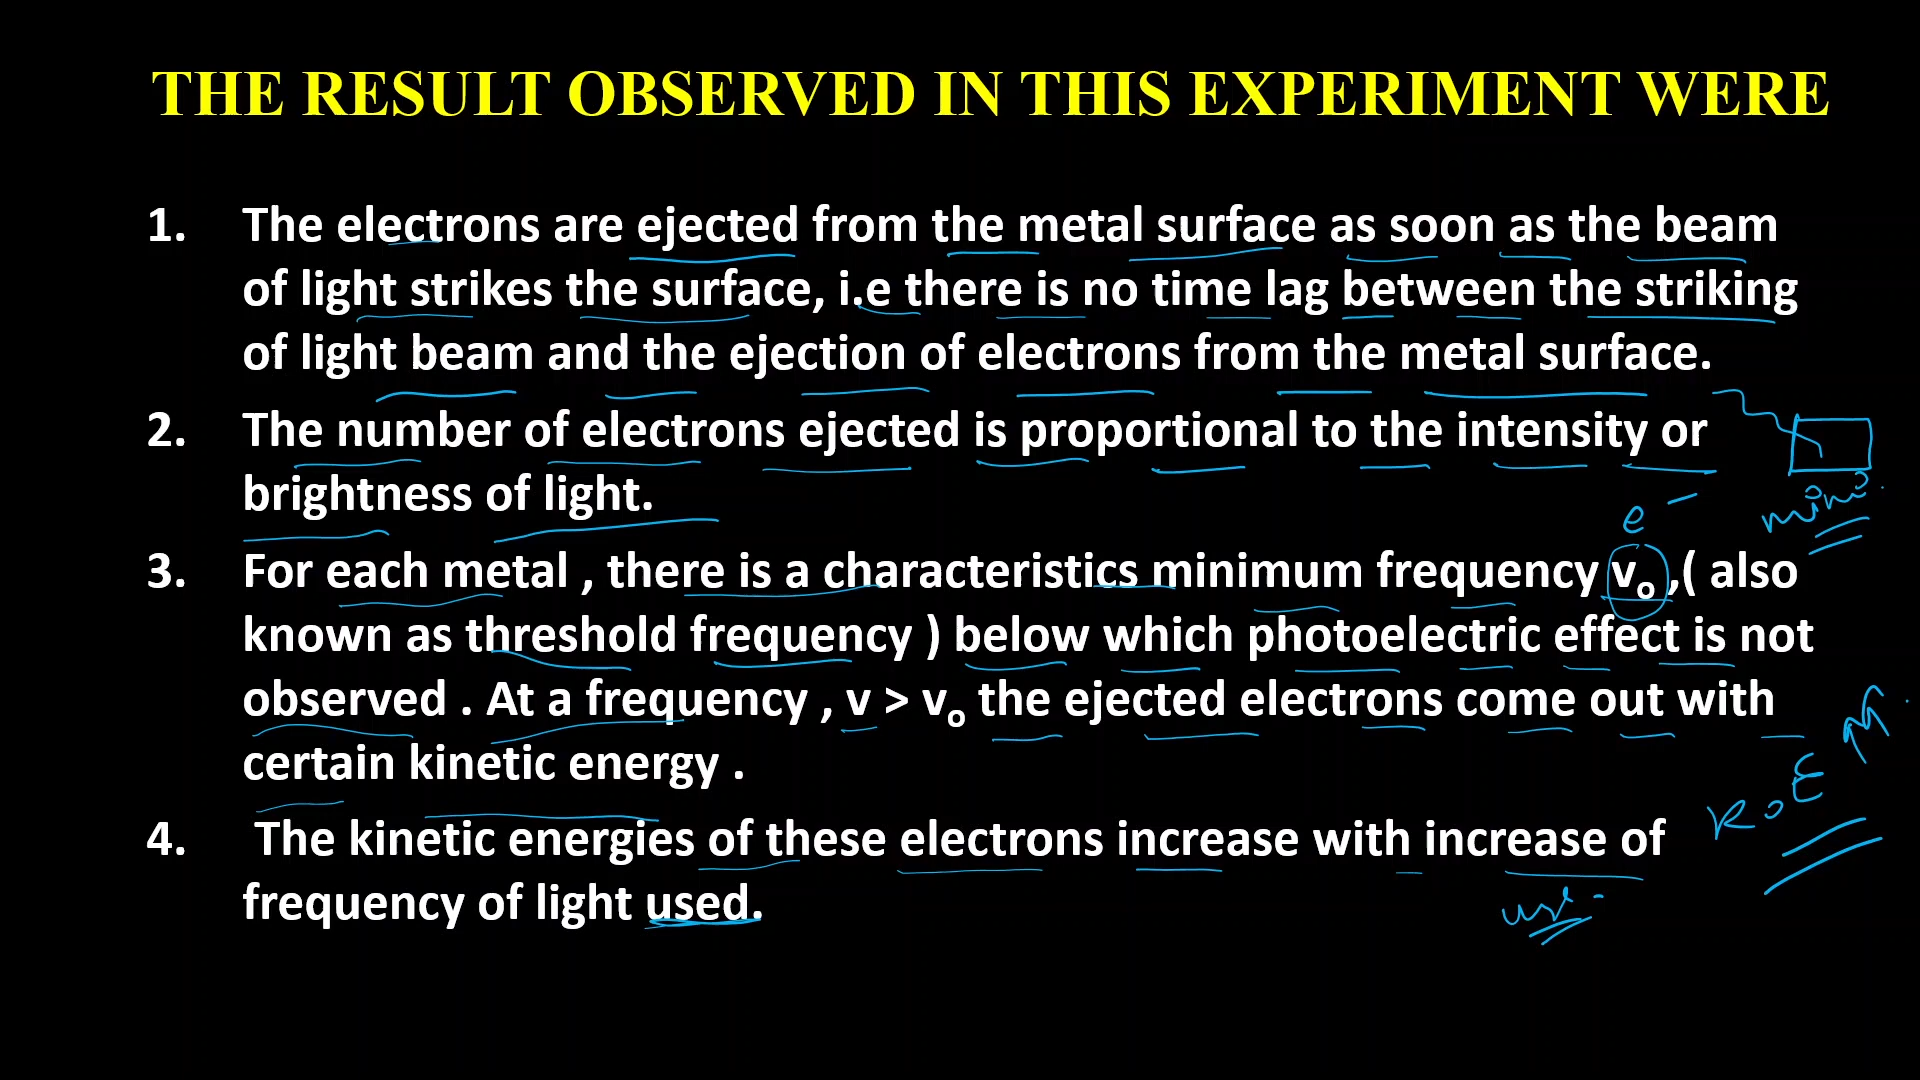 THE RESULT OBSERVED IN THIS EXPERIMENT WERE
1. The electrons are ejected from the metal surface as soon as the beam
of light strikes the surface, i.e there is no time lag between the striking
of light beam and the ejection of electrons from the metal surface.
2. The number of electrons ejected is proportional to the intensity or
brightness of light.
mini
e-
3. For each metal , there is a characteristics minimum frequency vo ,( also
known as threshold frequency ) below which photoelectric effect is not
observed . At a frequency , v > vo the ejected electrons come out with
certain kinetic energy .
K.E
4. The kinetic energies of these electrons increase with increase of
frequency of light used.